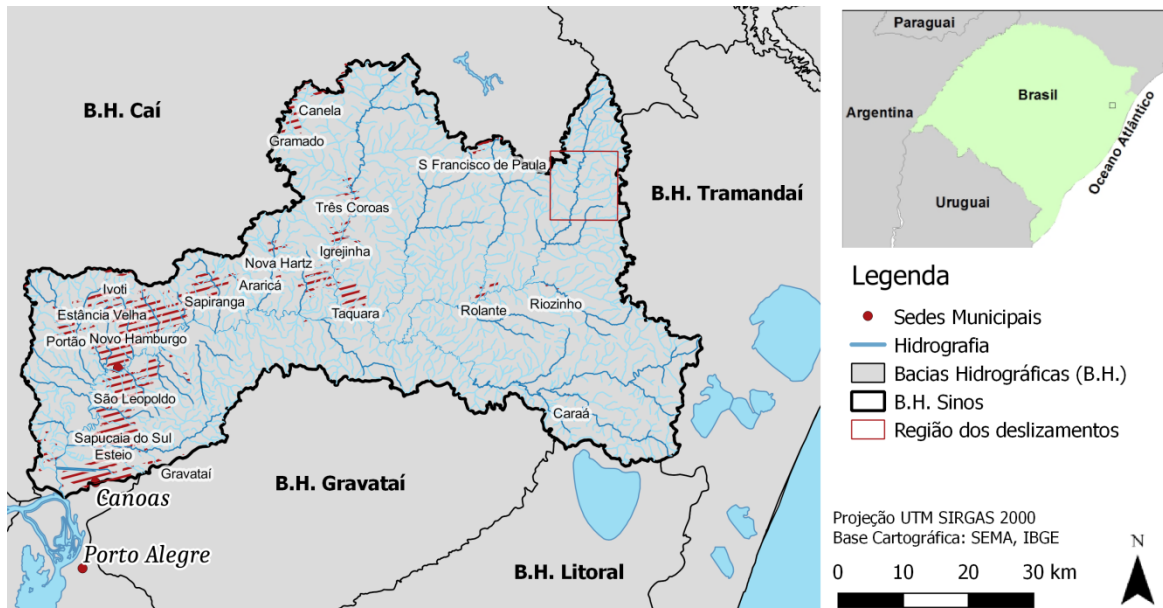 B.H. Caí
Canela
Gramado
S Francisco de Paula
B.H. Tramandaí
Três Coroas
Igrejinha
Nova Hartz
Araricá
Ivoti
Sapiranga
Estância Velha
Taquara
Rolante
Riozinho
Portão
Novo Hamburgo
São Leopoldo
Caraá
Sapucaia do Sul
Esteio
Gravataí
B.H. Gravataí
Canoas
Porto Alegre
B.H. Litoral
Paraguai
Brasil
Argentina
Oceano Atlântico
Uruguai
Legenda
Sedes Municipais
Hidrografia
Bacias Hidrográficas (B.H.)
B.H. Sinos
Região dos deslizamentos
Projeção UTM SIRGAS 2000
Base Cartográfica: SEMA, IBGE
N
0 10 20 30 km